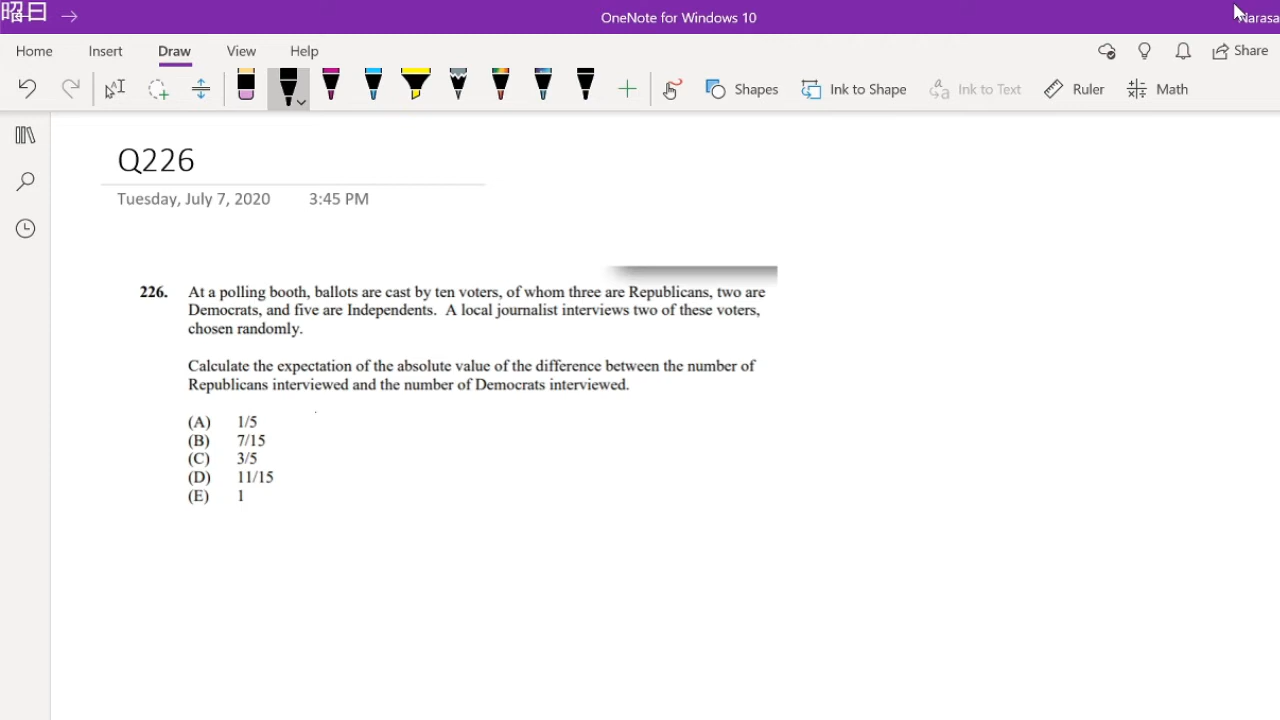 昭日
OneNote for Windows 10
Narasa
Home Insert Draw View Help
Share
Shapes Ink to Shape Ink to Text Ruler Math
Q226
Tuesday, July 7, 2020 3:45 PM
226. At a polling booth, ballots are cast by ten voters, of whom three are Republicans, two are
Democrats, and five are Independents. A local journalist interviews two of these voters,
chosen randomly.
Calculate the expectation of the absolute value of the difference between the number of
Republicans interviewed and the number of Democrats interviewed.
(A) 1/5
(B) 7/15
(C) 3/5
(D) 11/15
(E) 1